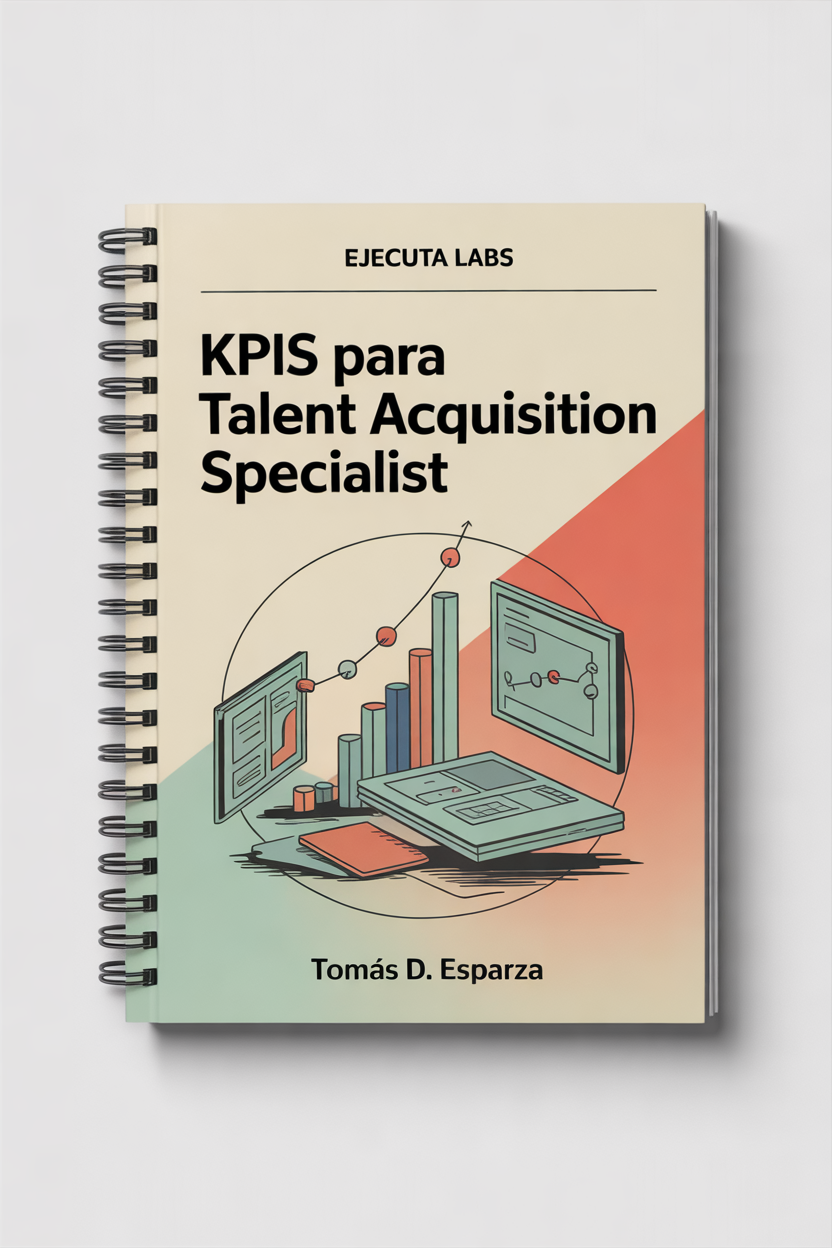 EJECUTA LABS
KPIS para
Talent Acquisition
Specialist
Tomás D. Esparza